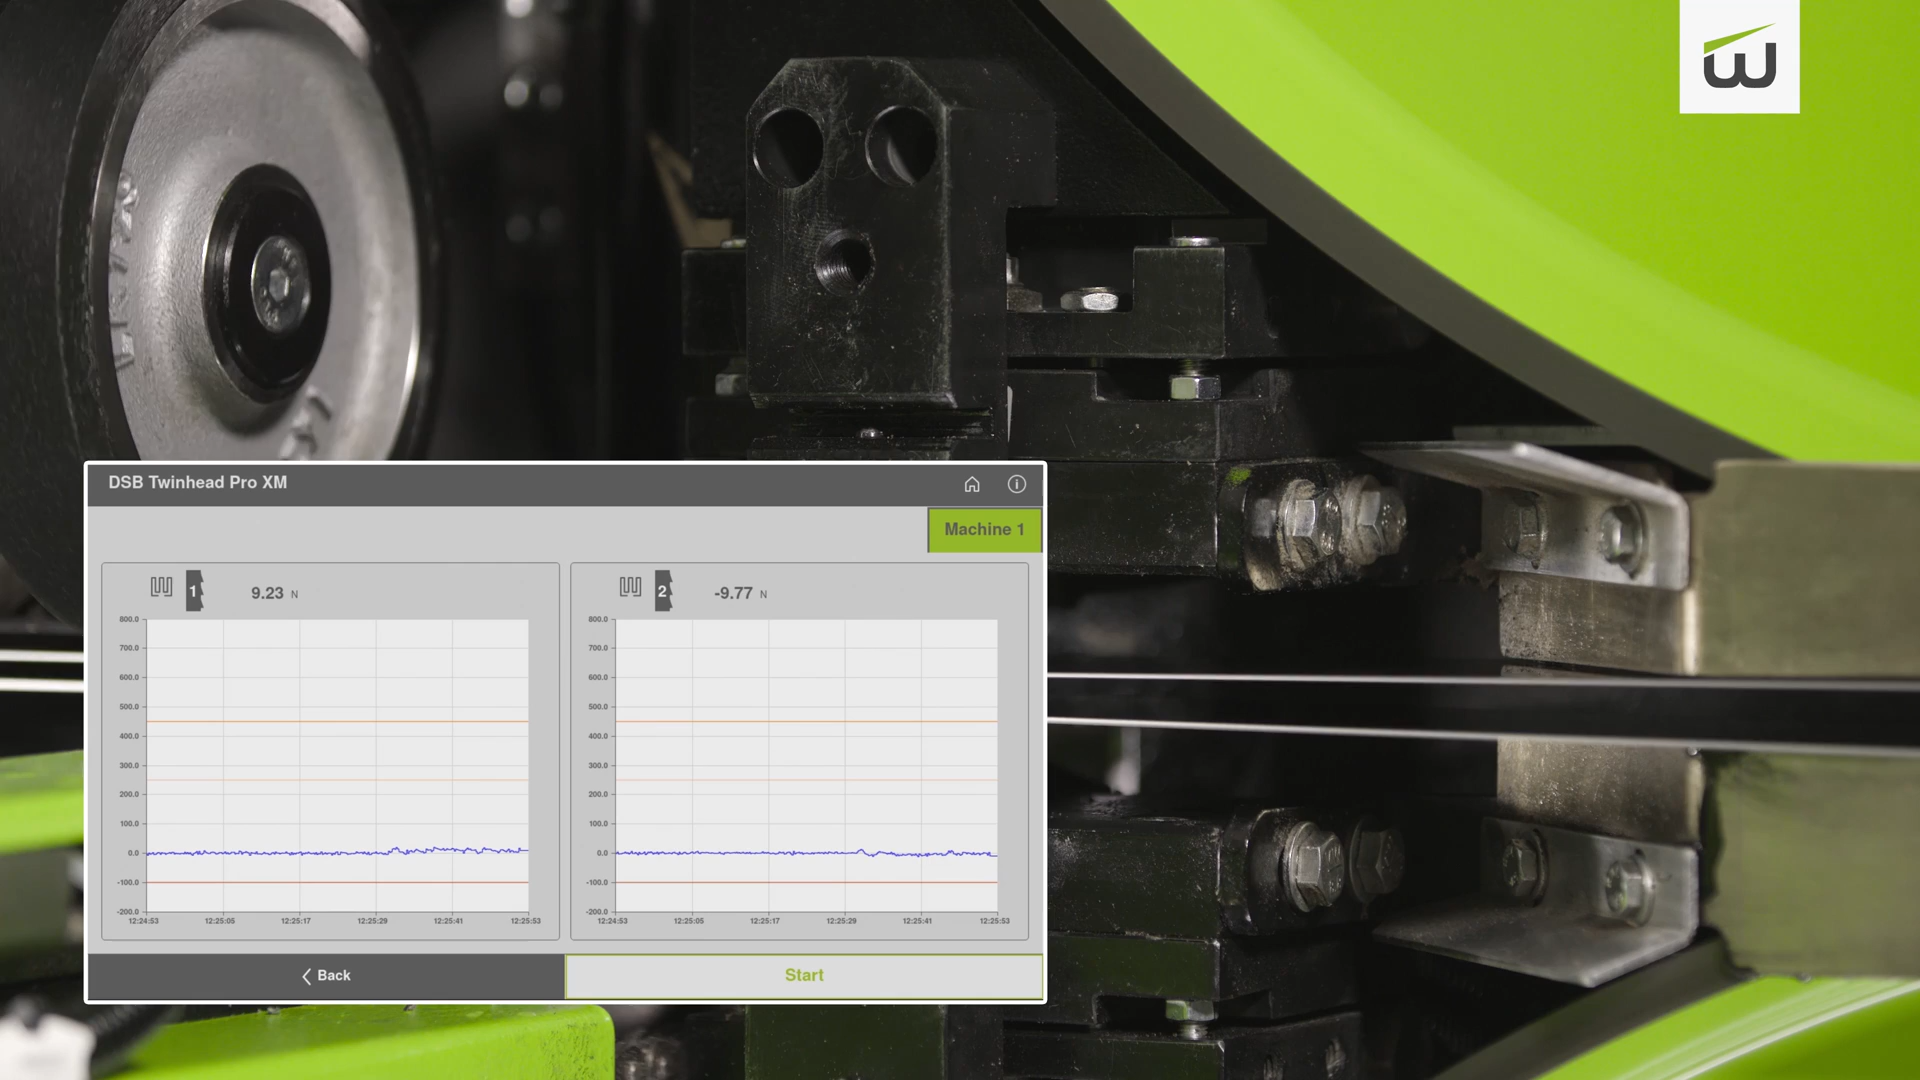 DSB Twinhead Pro XM
Machine 1
1 9.23 N
800.0
700.0
600.0
500.0
400.0
300.0
200.0
100.0
0.0
-100.0
-200.0
12:24:53 12:25:05 12:25:17 12:25:29 12:25:41 12:25:53
2 -9.77 N
800.0
700.0
600.0
500.0
400.0
300.0
200.0
100.0
0.0
-100.0
-200.0
12:24:53 12:25:05 12:25:17 12:25:29 12:25:41 12:25:53
Back
Start